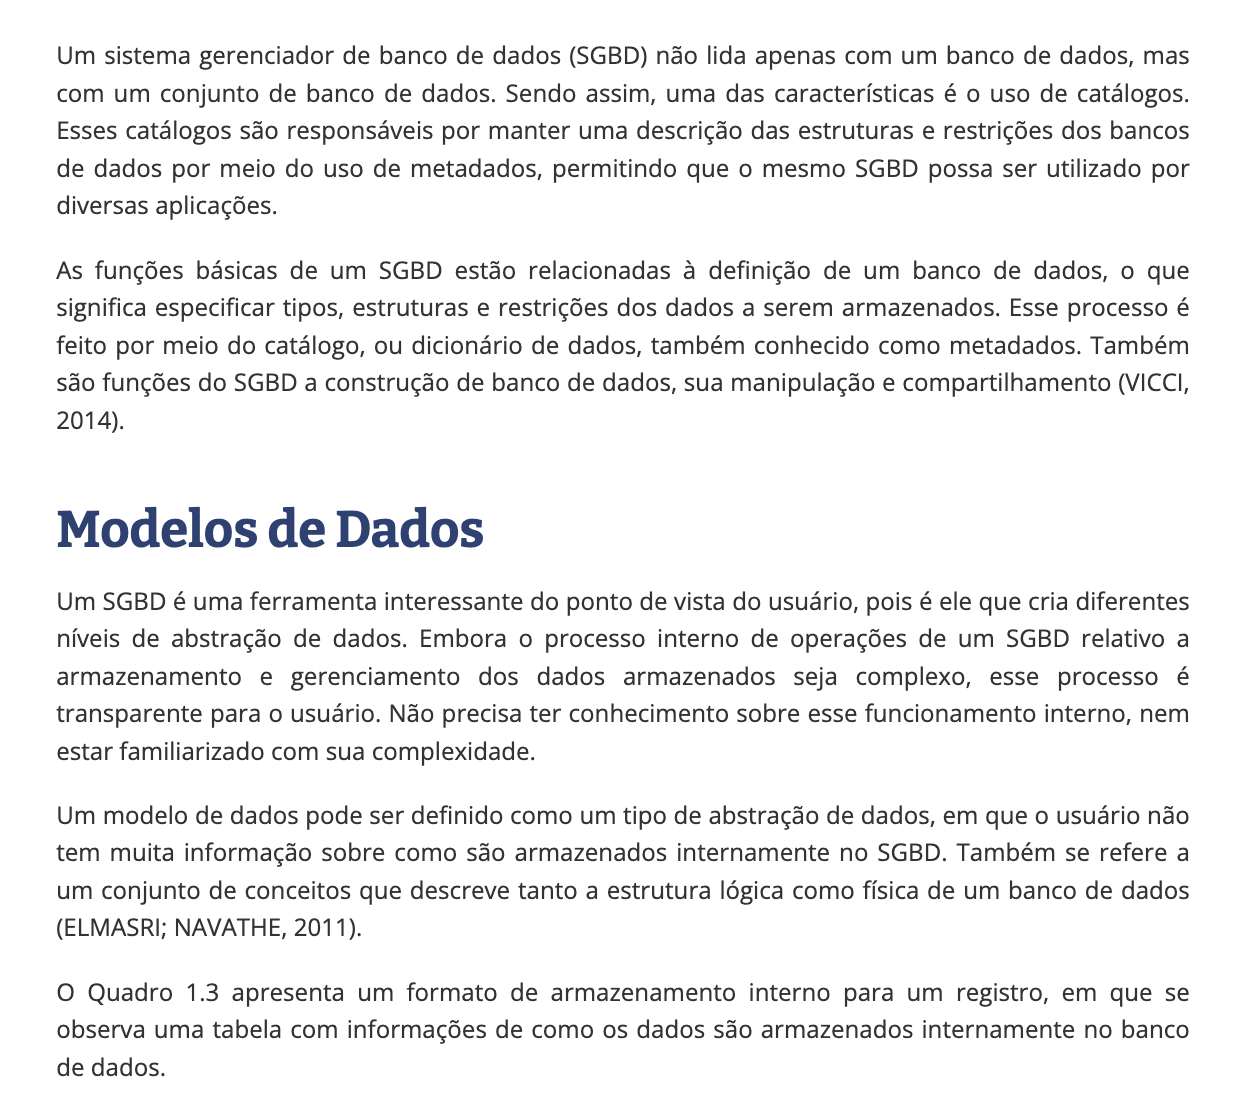 Um sistema gerenciador de banco de dados (SGBD) não lida apenas com um banco de dados, mas
com um conjunto de banco de dados. Sendo assim, uma das características é o uso de catálogos.
Esses catálogos são responsáveis por manter uma descrição das estruturas e restrições dos bancos
de dados por meio do uso de metadados, permitindo que o mesmo SGBD possa ser utilizado por
diversas aplicações.
As funções básicas de um SGBD estão relacionadas à definição de um banco de dados, o que
significa especificar tipos, estruturas e restrições dos dados a serem armazenados. Esse processo é
feito por meio do catálogo, ou dicionário de dados, também conhecido como metadados. Também
são funções do SGBD a construção de banco de dados, sua manipulação e compartilhamento (VICCI,
2014).
Modelos de Dados
Um SGBD é uma ferramenta interessante do ponto de vista do usuário, pois é ele que cria diferentes
níveis de abstração de dados. Embora o processo interno de operações de um SGBD relativo a
armazenamento e gerenciamento dos dados armazenados seja complexo, esse processo é
transparente para o usuário. Não precisa ter conhecimento sobre esse funcionamento interno, nem
estar familiarizado com sua complexidade.
Um modelo de dados pode ser definido como um tipo de abstração de dados, em que o usuário não
tem muita informação sobre como são armazenados internamente no SGBD. Também se refere a
um conjunto de conceitos que descreve tanto a estrutura lógica como física de um banco de dados
(ELMASRI; NAVATHE, 2011).
O Quadro 1.3 apresenta um formato de armazenamento interno para um registro, em que se
observa uma tabela com informações de como os dados são armazenados internamente no banco
de dados.